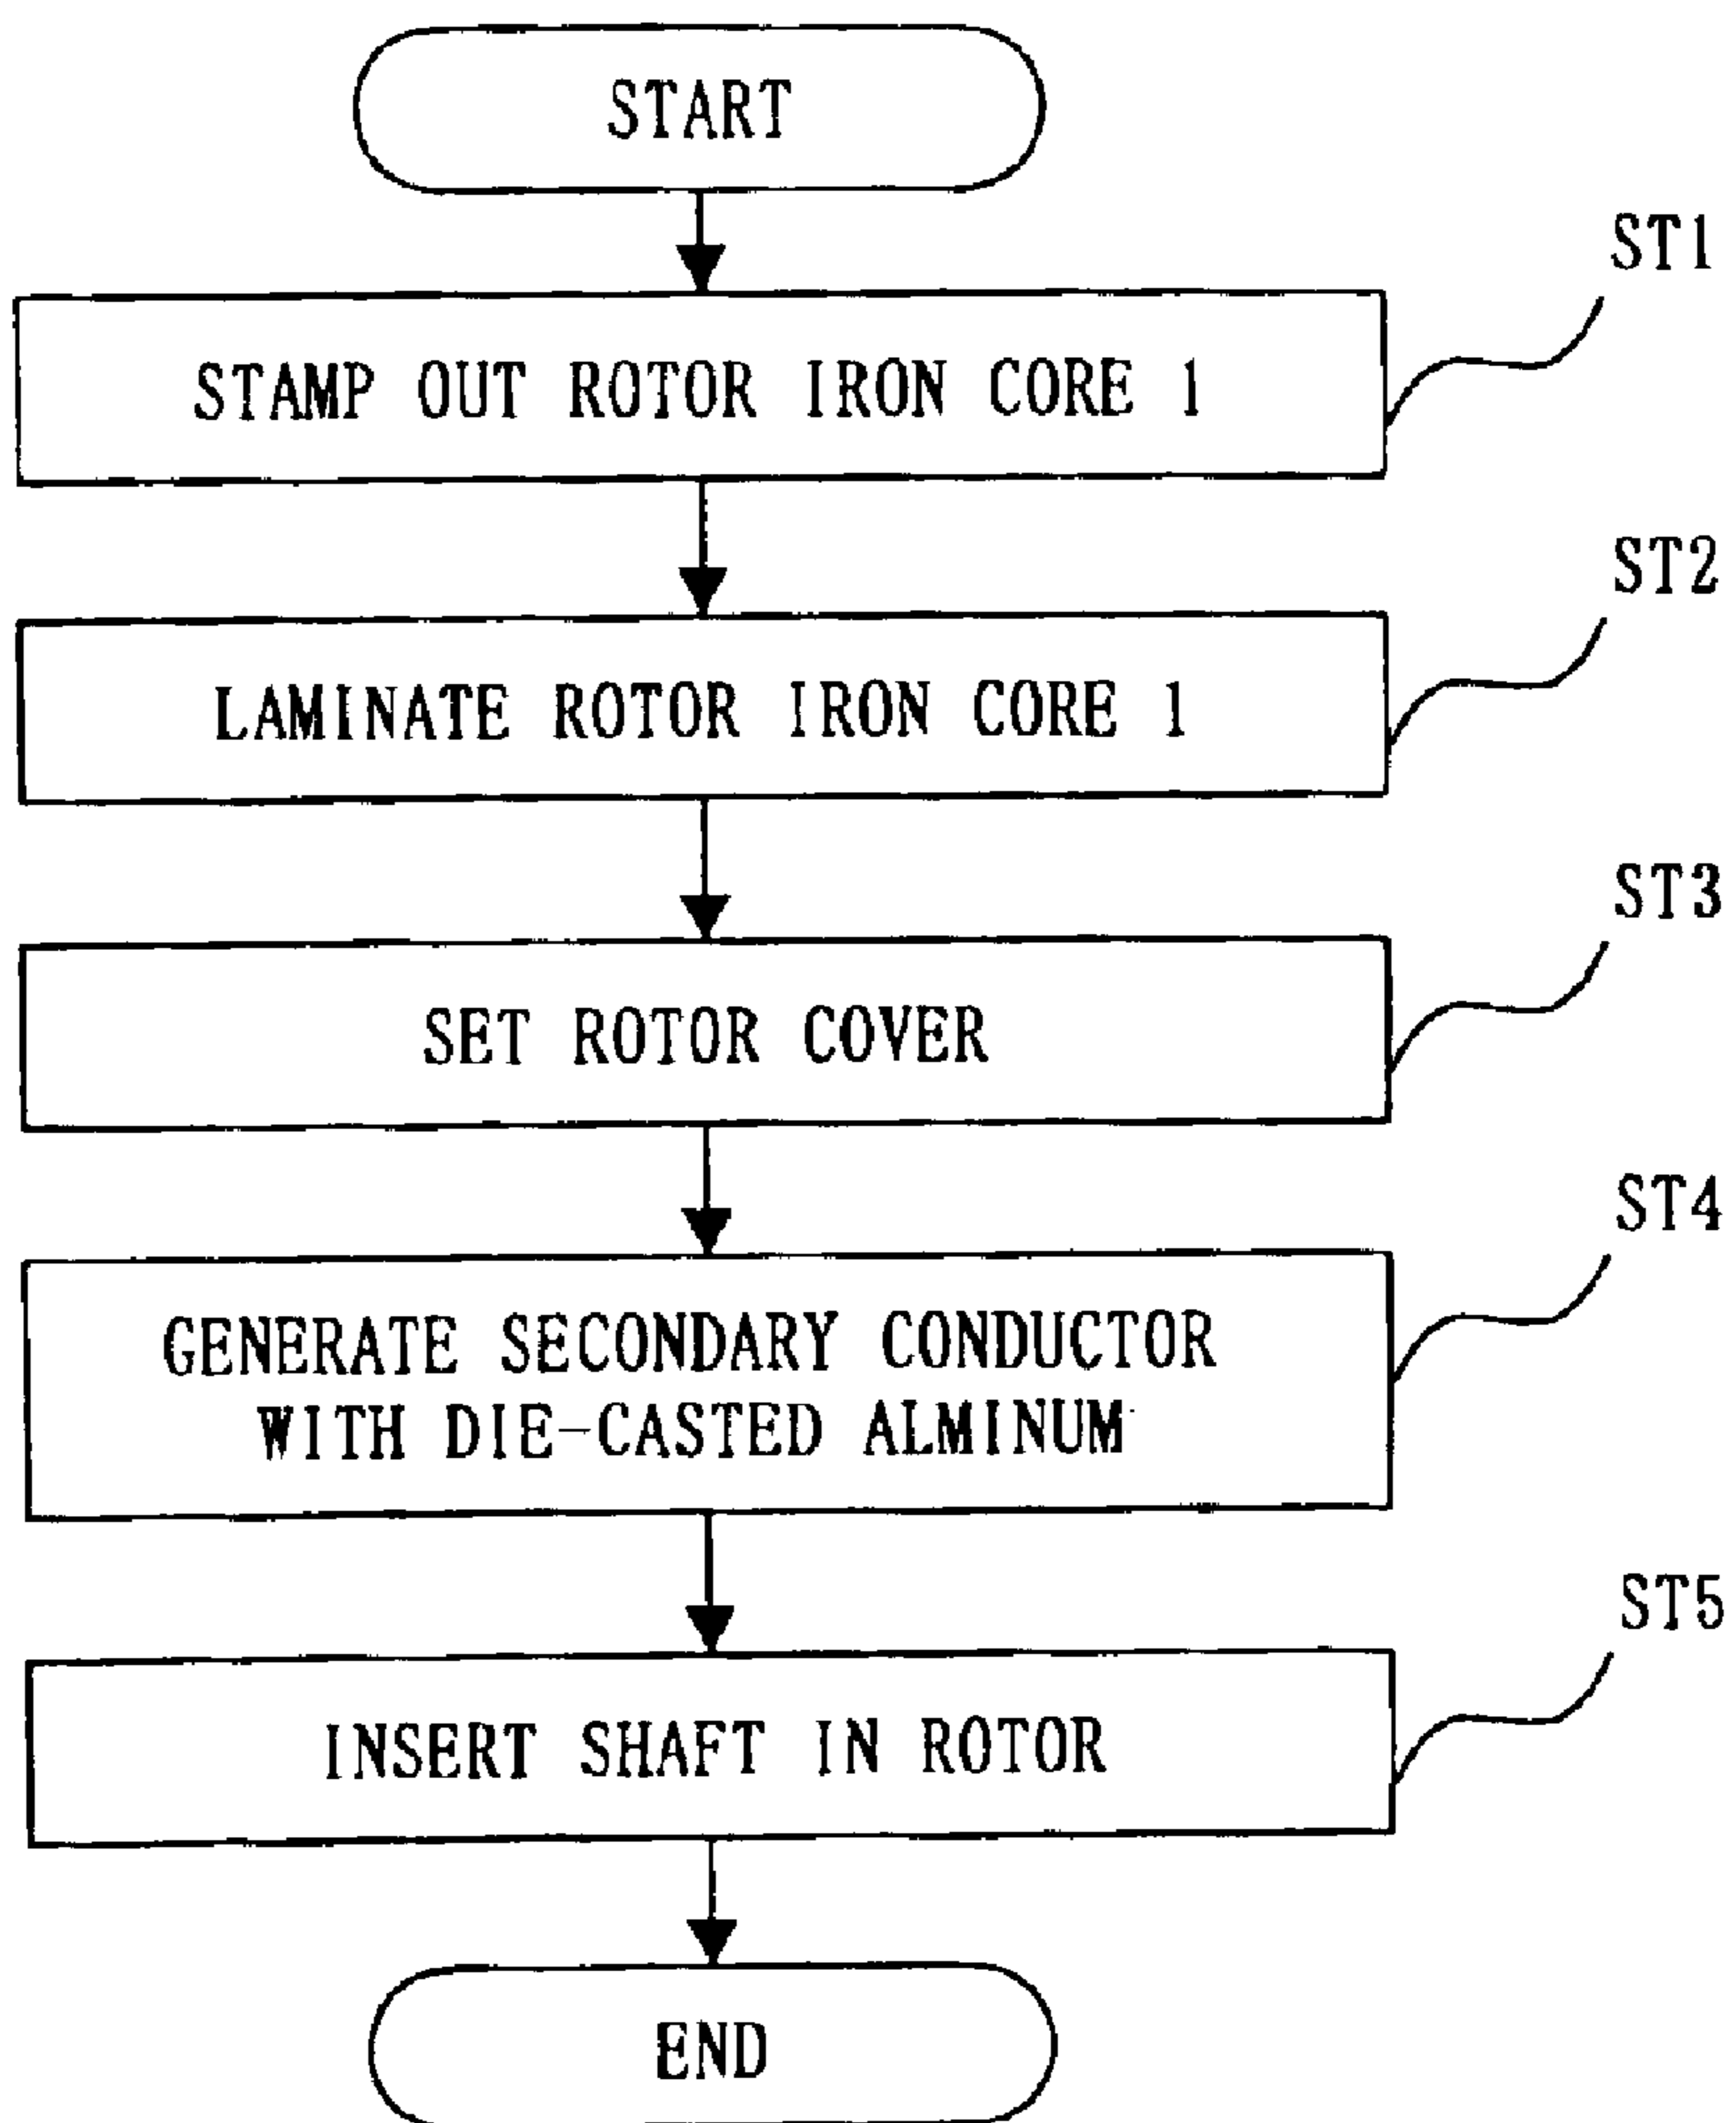 START
ST1
STAMP OUT ROTOR IRON CORE 1
ST2
LAMINATE ROTOR IRON CORE 1
ST3
SET ROTOR COVER
ST4
GENERATE SECONDARY CONDUCTOR
WITH DIE-CASTED ALMINUM
ST5
INSERT SHAFT IN ROTOR
END